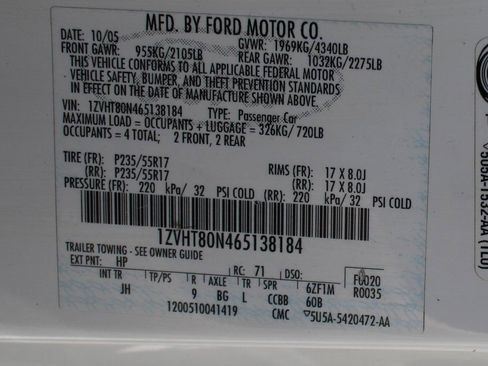 MFD. BY FORD MOTOR CO.
DATE: 10/05 GVWR: 1969KG/4340LB
FRONT GAWR: 955KG/2105LB REAR GAWR: 1032KG/2275LB
THIS VEHICLE CONFORMS TO ALL APPLICABLE FEDERAL MOTOR
VEHICLE SAFETY, BUMPER, AND THEFT PREVENTION STANDARDS
IN EFFECT ON THE DATE OF MANUFACTURE SHOWN ABOVE.
VIN: 1ZVHT80N465138184 TYPE: Passenger Car
MAXIMUM LOAD = OCCUPANTS + LUGGAGE = 326KG/720LB
OCCUPANTS = 4 TOTAL; 2 FRONT, 2 REAR
TIRE (FR): P235/55R17 RIMS (FR): 17 X 8.0J
(RR): P235/55R17 (RR): 17 X 8.0J
PRESSURE (FR): 220 kPa/ 32 PSI COLD (RR): 220 kPa/ 32 PSI COLD
1ZVHT80N465138184
TRAILER TOWING - SEE OWNER GUIDE
EXT PNT: HP RC: 71 DSO: F0020
INT TR TP/PS R AXLE TR SPR 6ZF1M R0035
JH 9 BG L CCBB 60B
1200510041419 CMC 5U5A-5420472-AA